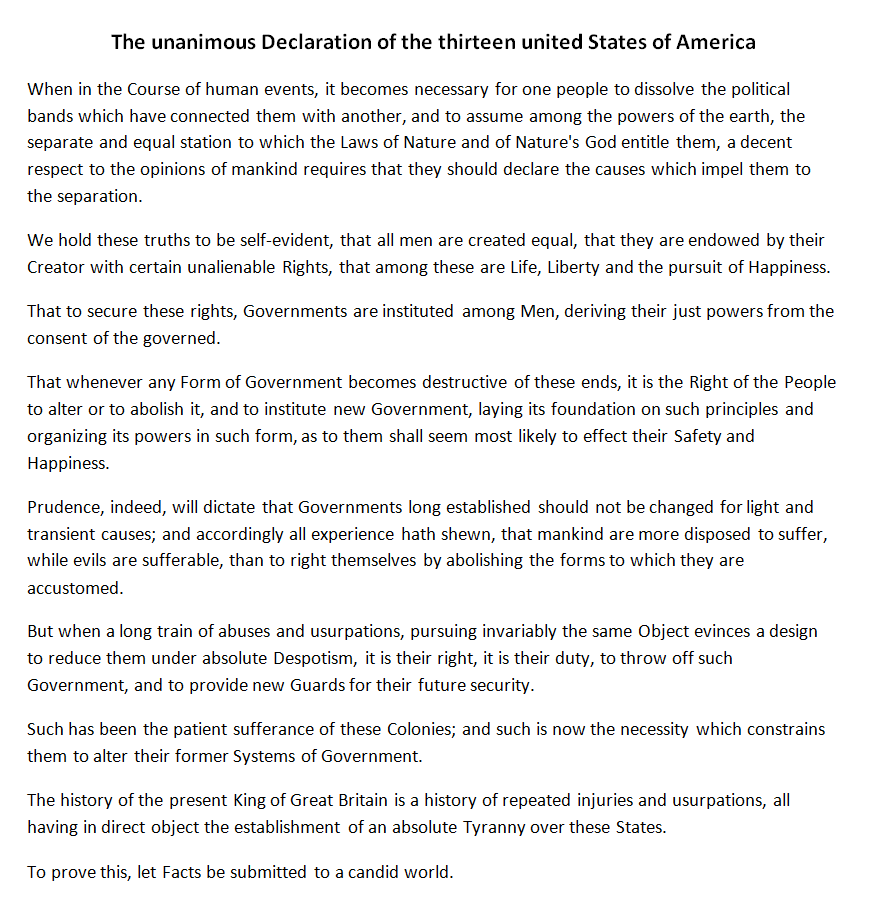 The unanimous Declaration of the thirteen united States of America
When in the Course of human events, it becomes necessary for one people to dissolve the political
bands which have connected them with another, and to assume among the powers of the earth, the
separate and equal station to which the Laws of Nature and of Nature's God entitle them, a decent
respect to the opinions of mankind requires that they should declare the causes which impel them to
the separation.
We hold these truths to be self-evident, that all men are created equal, that they are endowed by their
Creator with certain unalienable Rights, that among these are Life, Liberty and the pursuit of Happiness.
That to secure these rights, Governments are instituted among Men, deriving their just powers from the
consent of the governed.
That whenever any Form of Government becomes destructive of these ends, it is the Right of the People
to alter or to abolish it, and to institute new Government, laying its foundation on such principles and
organizing its powers in such form, as to them shall seem most likely to effect their Safety and
Happiness.
Prudence, indeed, will dictate that Governments long established should not be changed for light and
transient causes; and accordingly all experience hath shewn, that mankind are more disposed to suffer,
while evils are sufferable, than to right themselves by abolishing the forms to which they are
accustomed.
But when a long train of abuses and usurpations, pursuing invariably the same Object evinces a design
to reduce them under absolute Despotism, it is their right, it is their duty, to throw off such
Government, and to provide new Guards for their future security.
Such has been the patient sufferance of these Colonies; and such is now the necessity which constrains
them to alter their former Systems of Government.
The history of the present King of Great Britain is a history of repeated injuries and usurpations, all
having in direct object the establishment of an absolute Tyranny over these States.
To prove this, let Facts be submitted to a candid world.